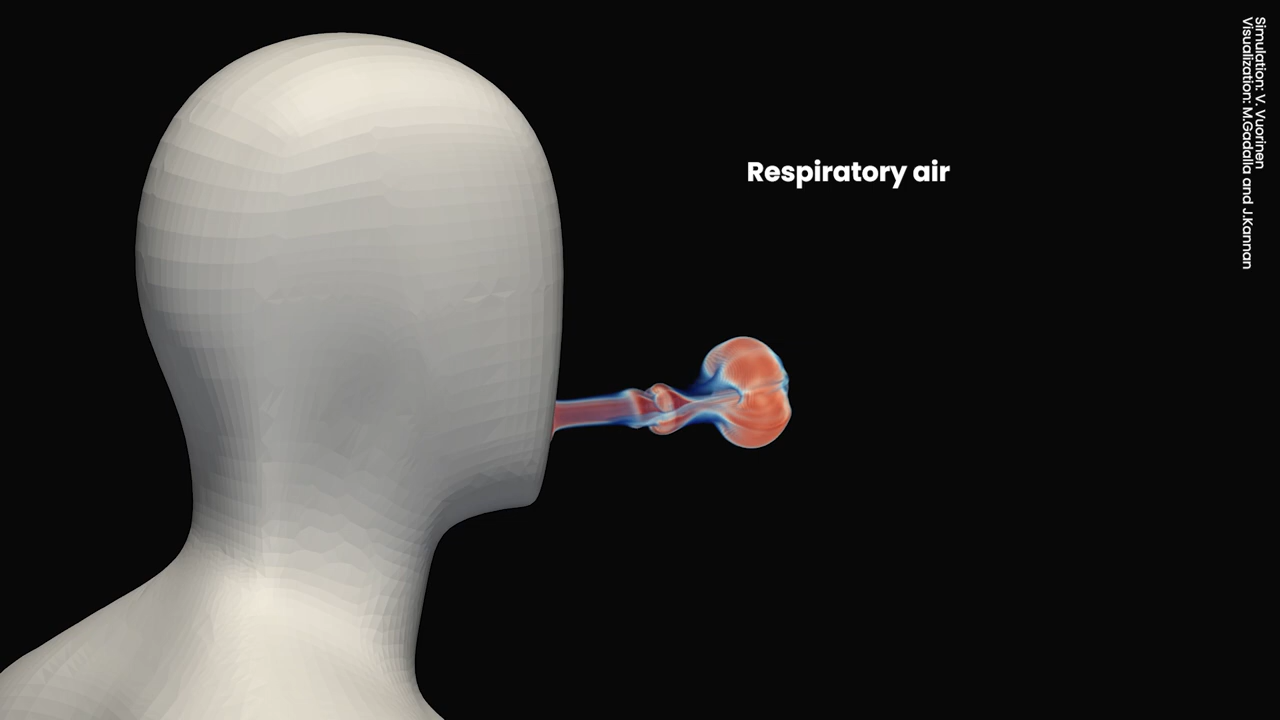 Respiratory air
Simulation: V. Vuorinen
Visualization: M.Gadalla and J.Kannan